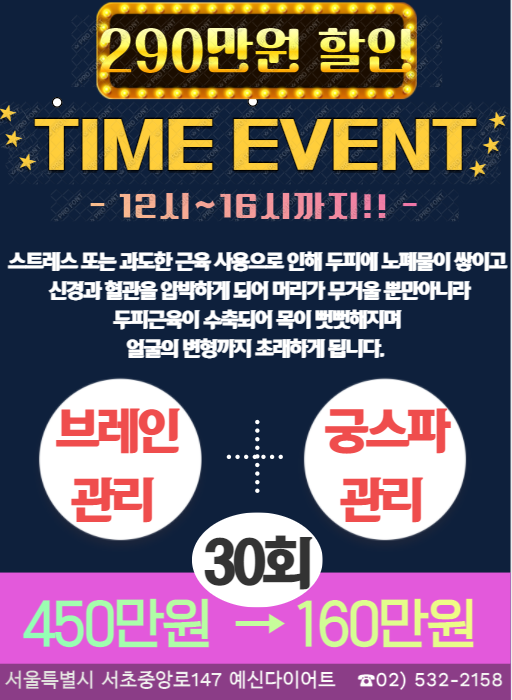 290만원 할인
TIME EVENT
- 12시~16시까지!! -
스트레스 또는 과도한 근육 사용으로 인해 두피에 노폐물이 쌓이고
신경과 혈관을 압박하게 되어 머리가 무거울 뿐만아니라
두피근육이 수축되어 목이 뻣뻣해지며
얼굴의 변형까지 초래하게 됩니다.
브레인
관리
궁스파
관리
30회
450만원 → 160만원
서울특별시 서초중앙로147 예신다이어트 ☎02) 532-2158